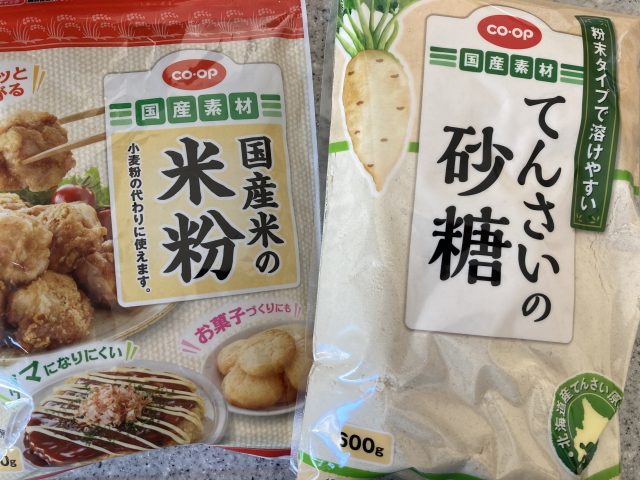 CO·OP
国産素材
国産米の
米粉
小麦粉の代わりに使えます。
お菓子づくりにも
マになりにくい
CO·OP
国産素材
てんさいの
砂糖
粉末タイプで溶けやすい
600g
北海道産てんさい原